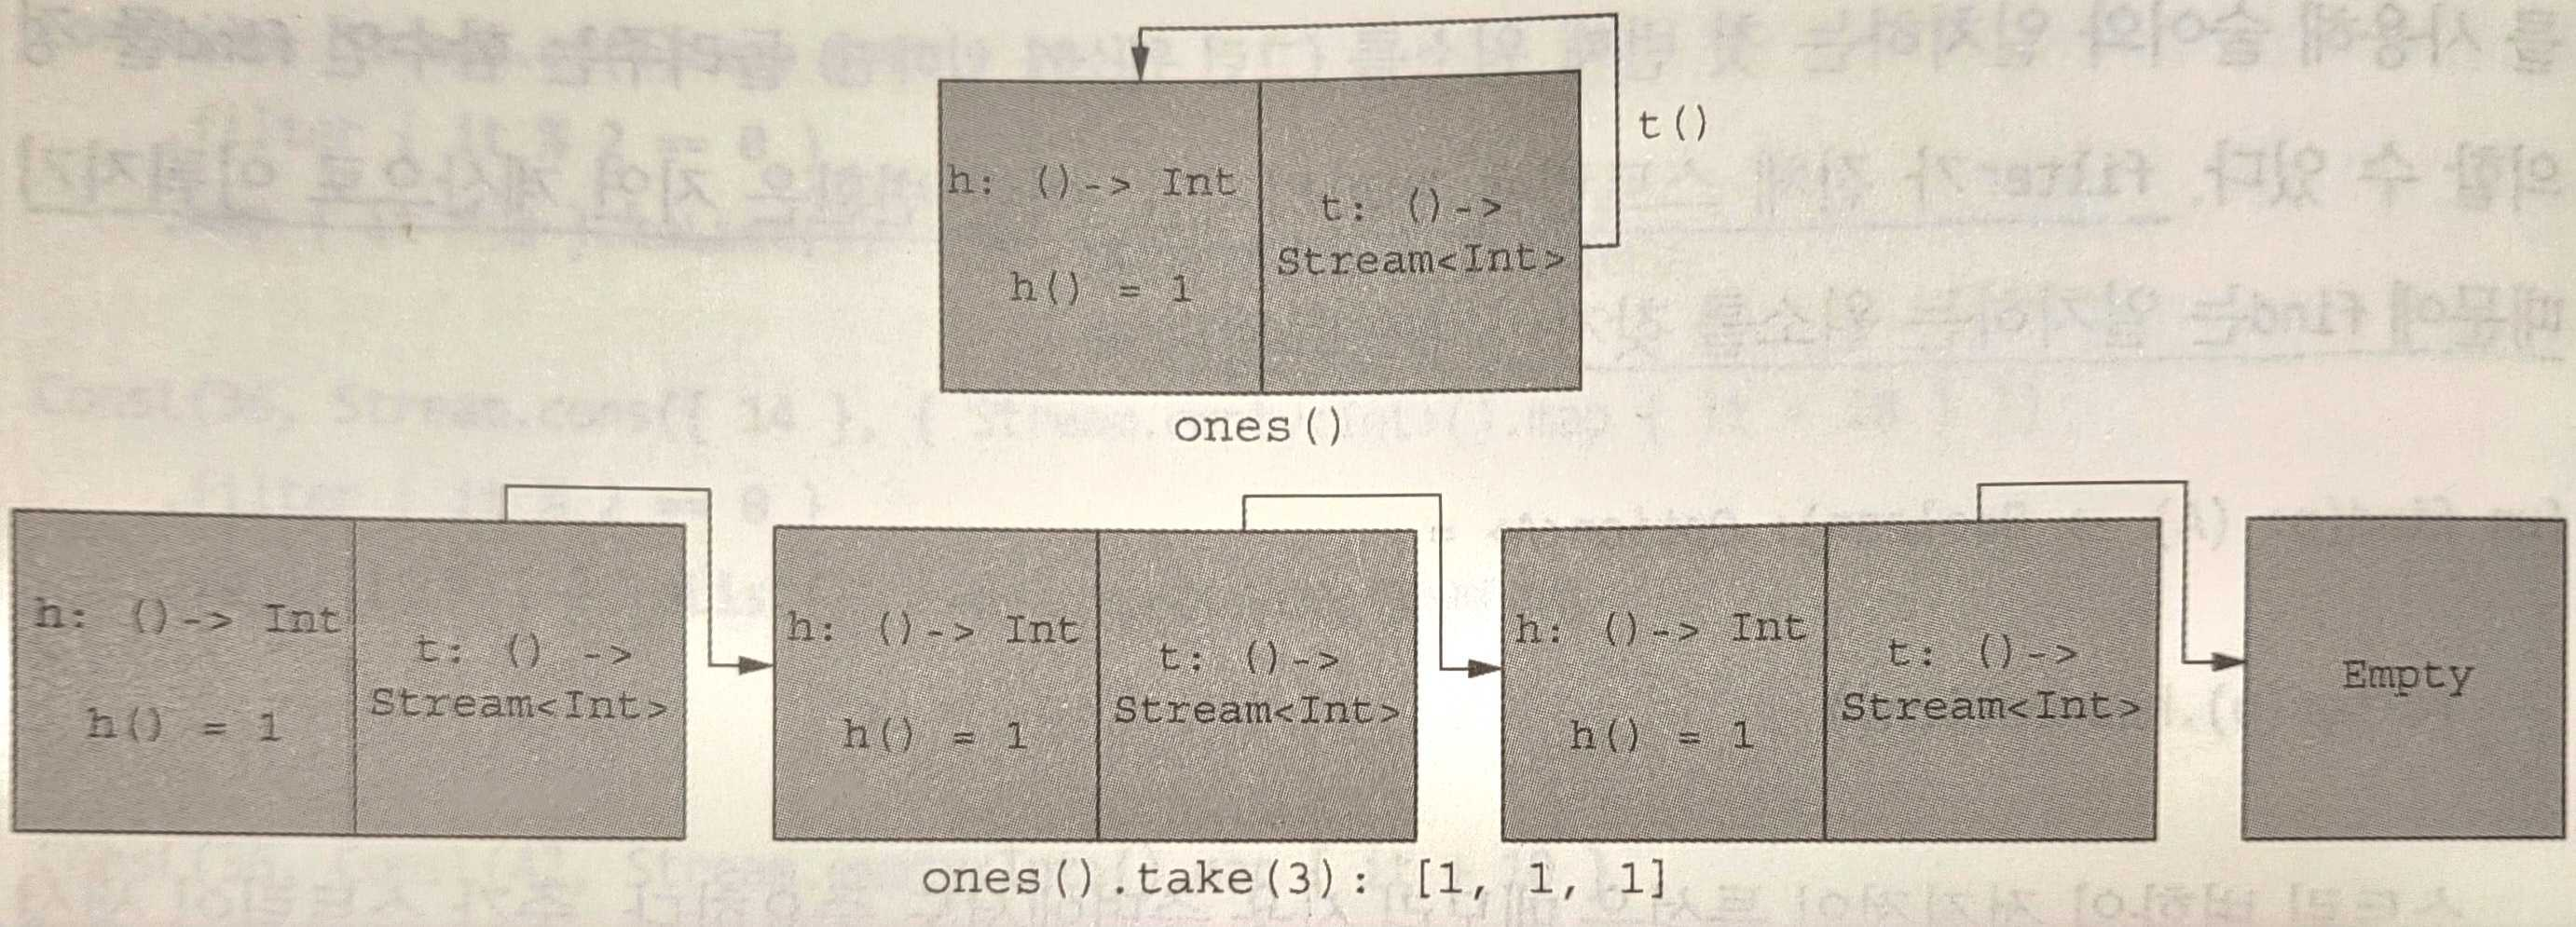 t()
h: ()-> Int
h() = 1
t: ()->
Stream<Int>
ones()
h: ()-> Int
h() = 1
t: () ->
Stream<Int>
h: ()-> Int
h() = 1
t: ()->
Stream<Int>
h: ()-> Int
h() = 1
t: ()->
Stream<Int>
Empty
ones().take(3): [1, 1, 1]